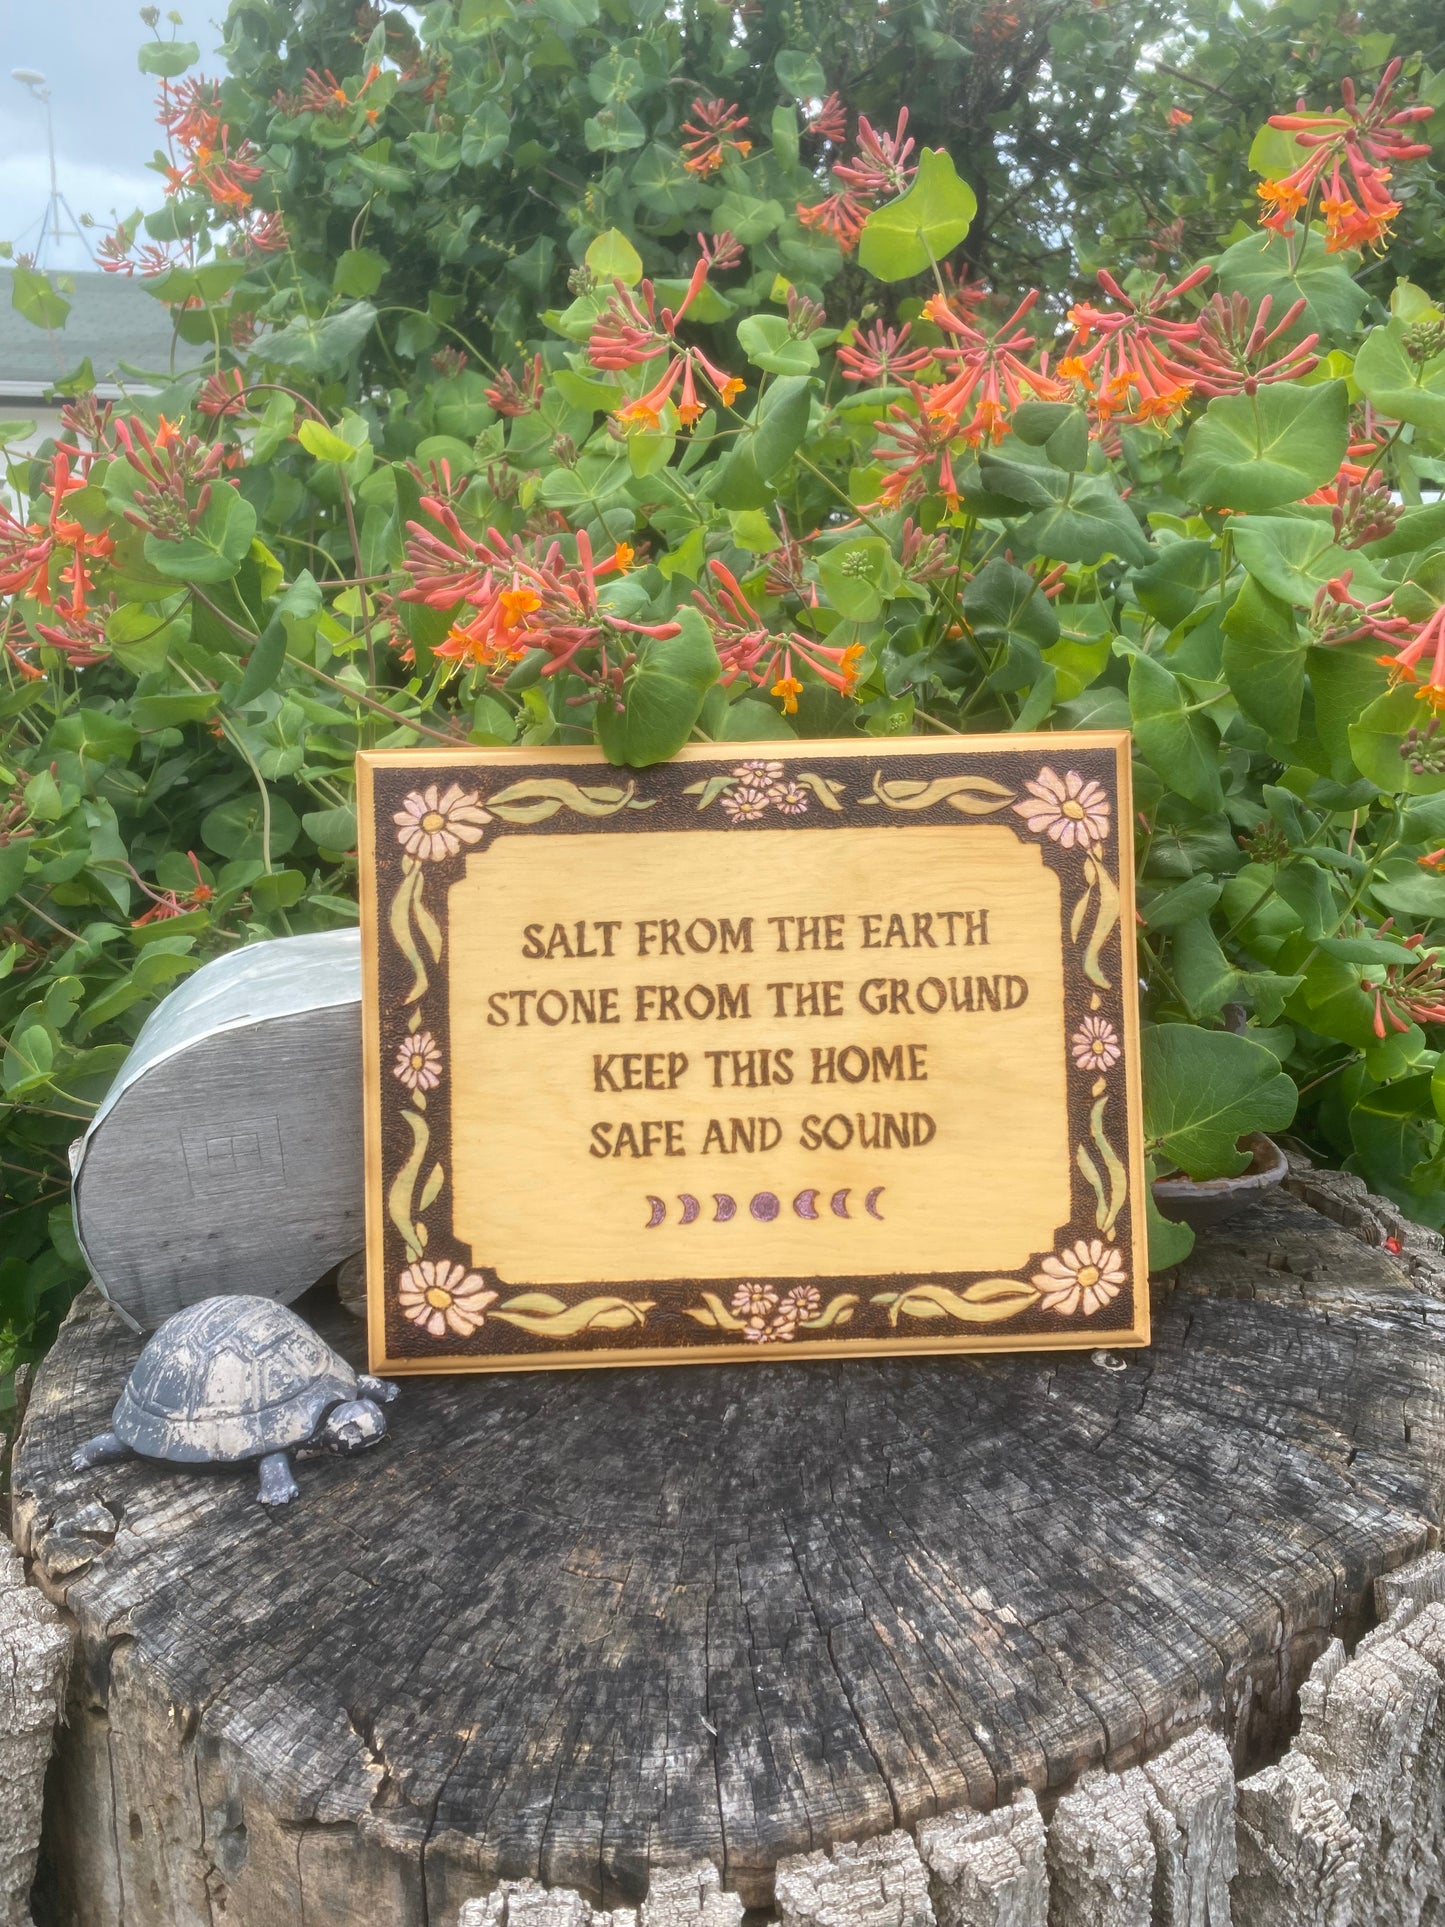 SALT FROM THE EARTH
STONE FROM THE GROUND
KEEP THIS HOME
SAFE AND SOUND